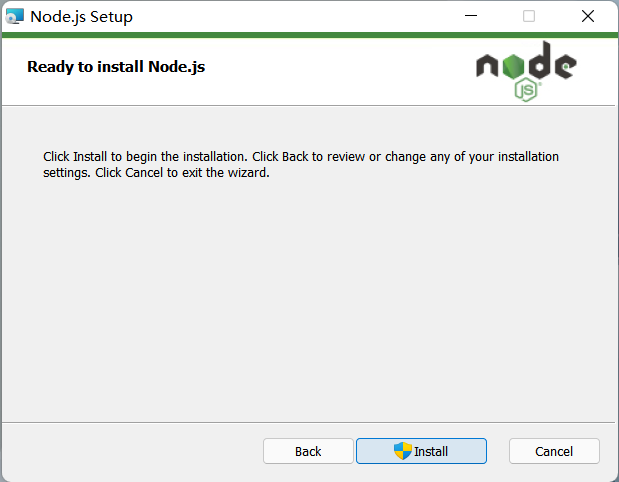 Node.js Setup
Ready to install Node.js
node
JS
Click Install to begin the installation. Click Back to review or change any of your installation
settings. Click Cancel to exit the wizard.
Back
Install
Cancel